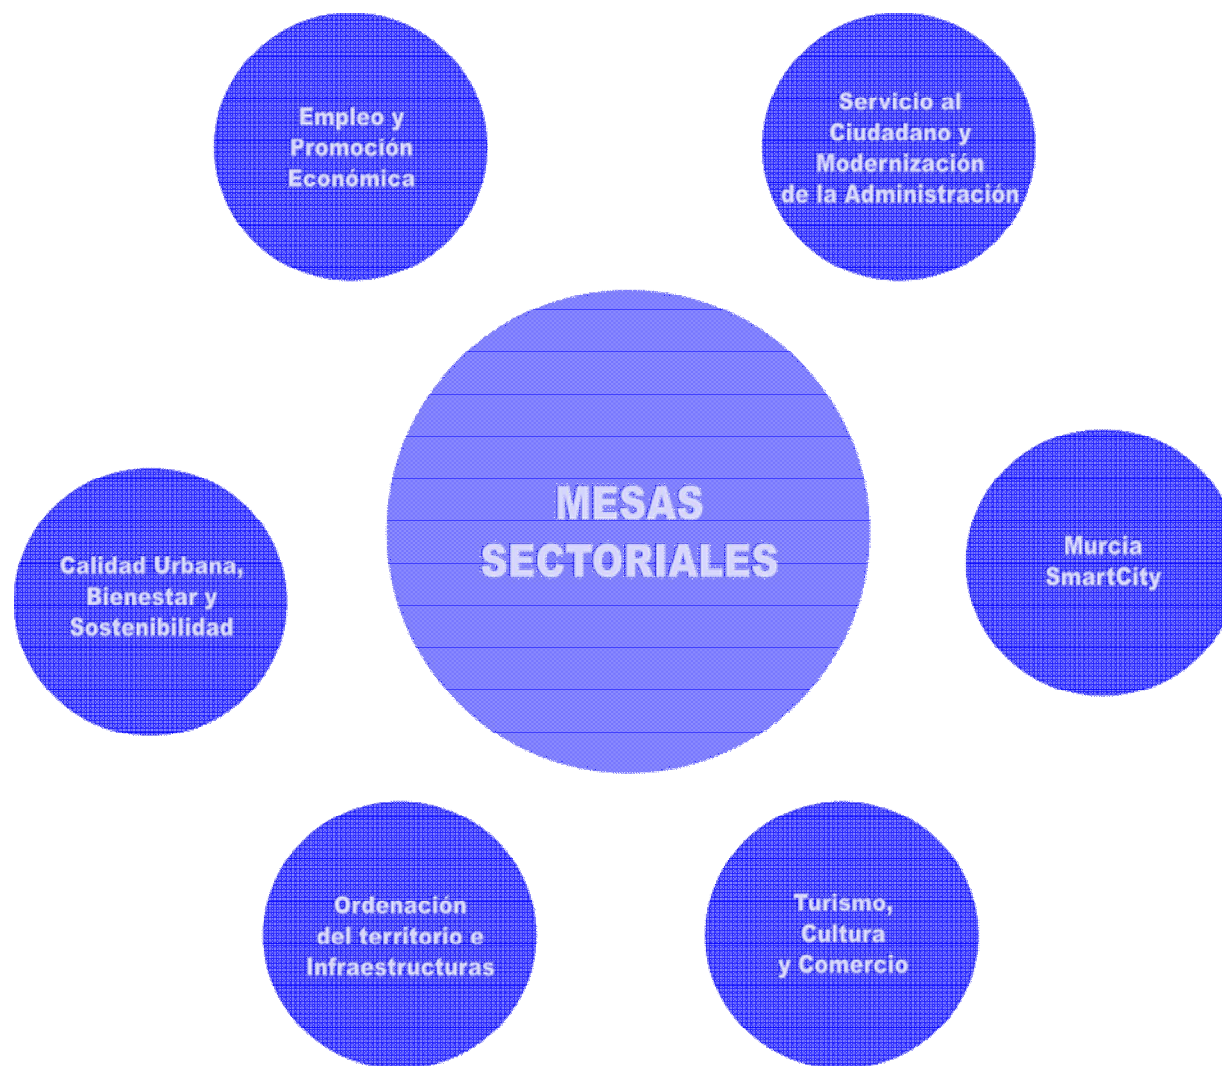 Empleo y
Promoción
Económica
Servicio al
Ciudadano y
Modernización
de la Administración
MESAS
SECTORIALES
Calidad Urbana,
Bienestar y
Sostenibilidad
Murcia
SmartCity
Ordenación
del territorio e
Infraestructuras
Turismo,
Cultura
y Comercio